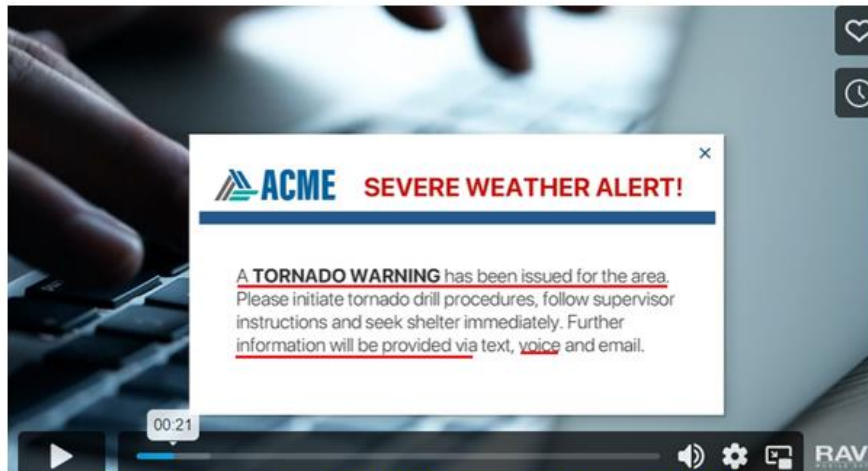 ACME SEVERE WEATHER ALERT!
A TORNADO WARNING has been issued for the area.
Please initiate tornado drill procedures, follow supervisor
instructions and seek shelter immediately. Further
information will be provided via text, voice and email.
00:21
RAV